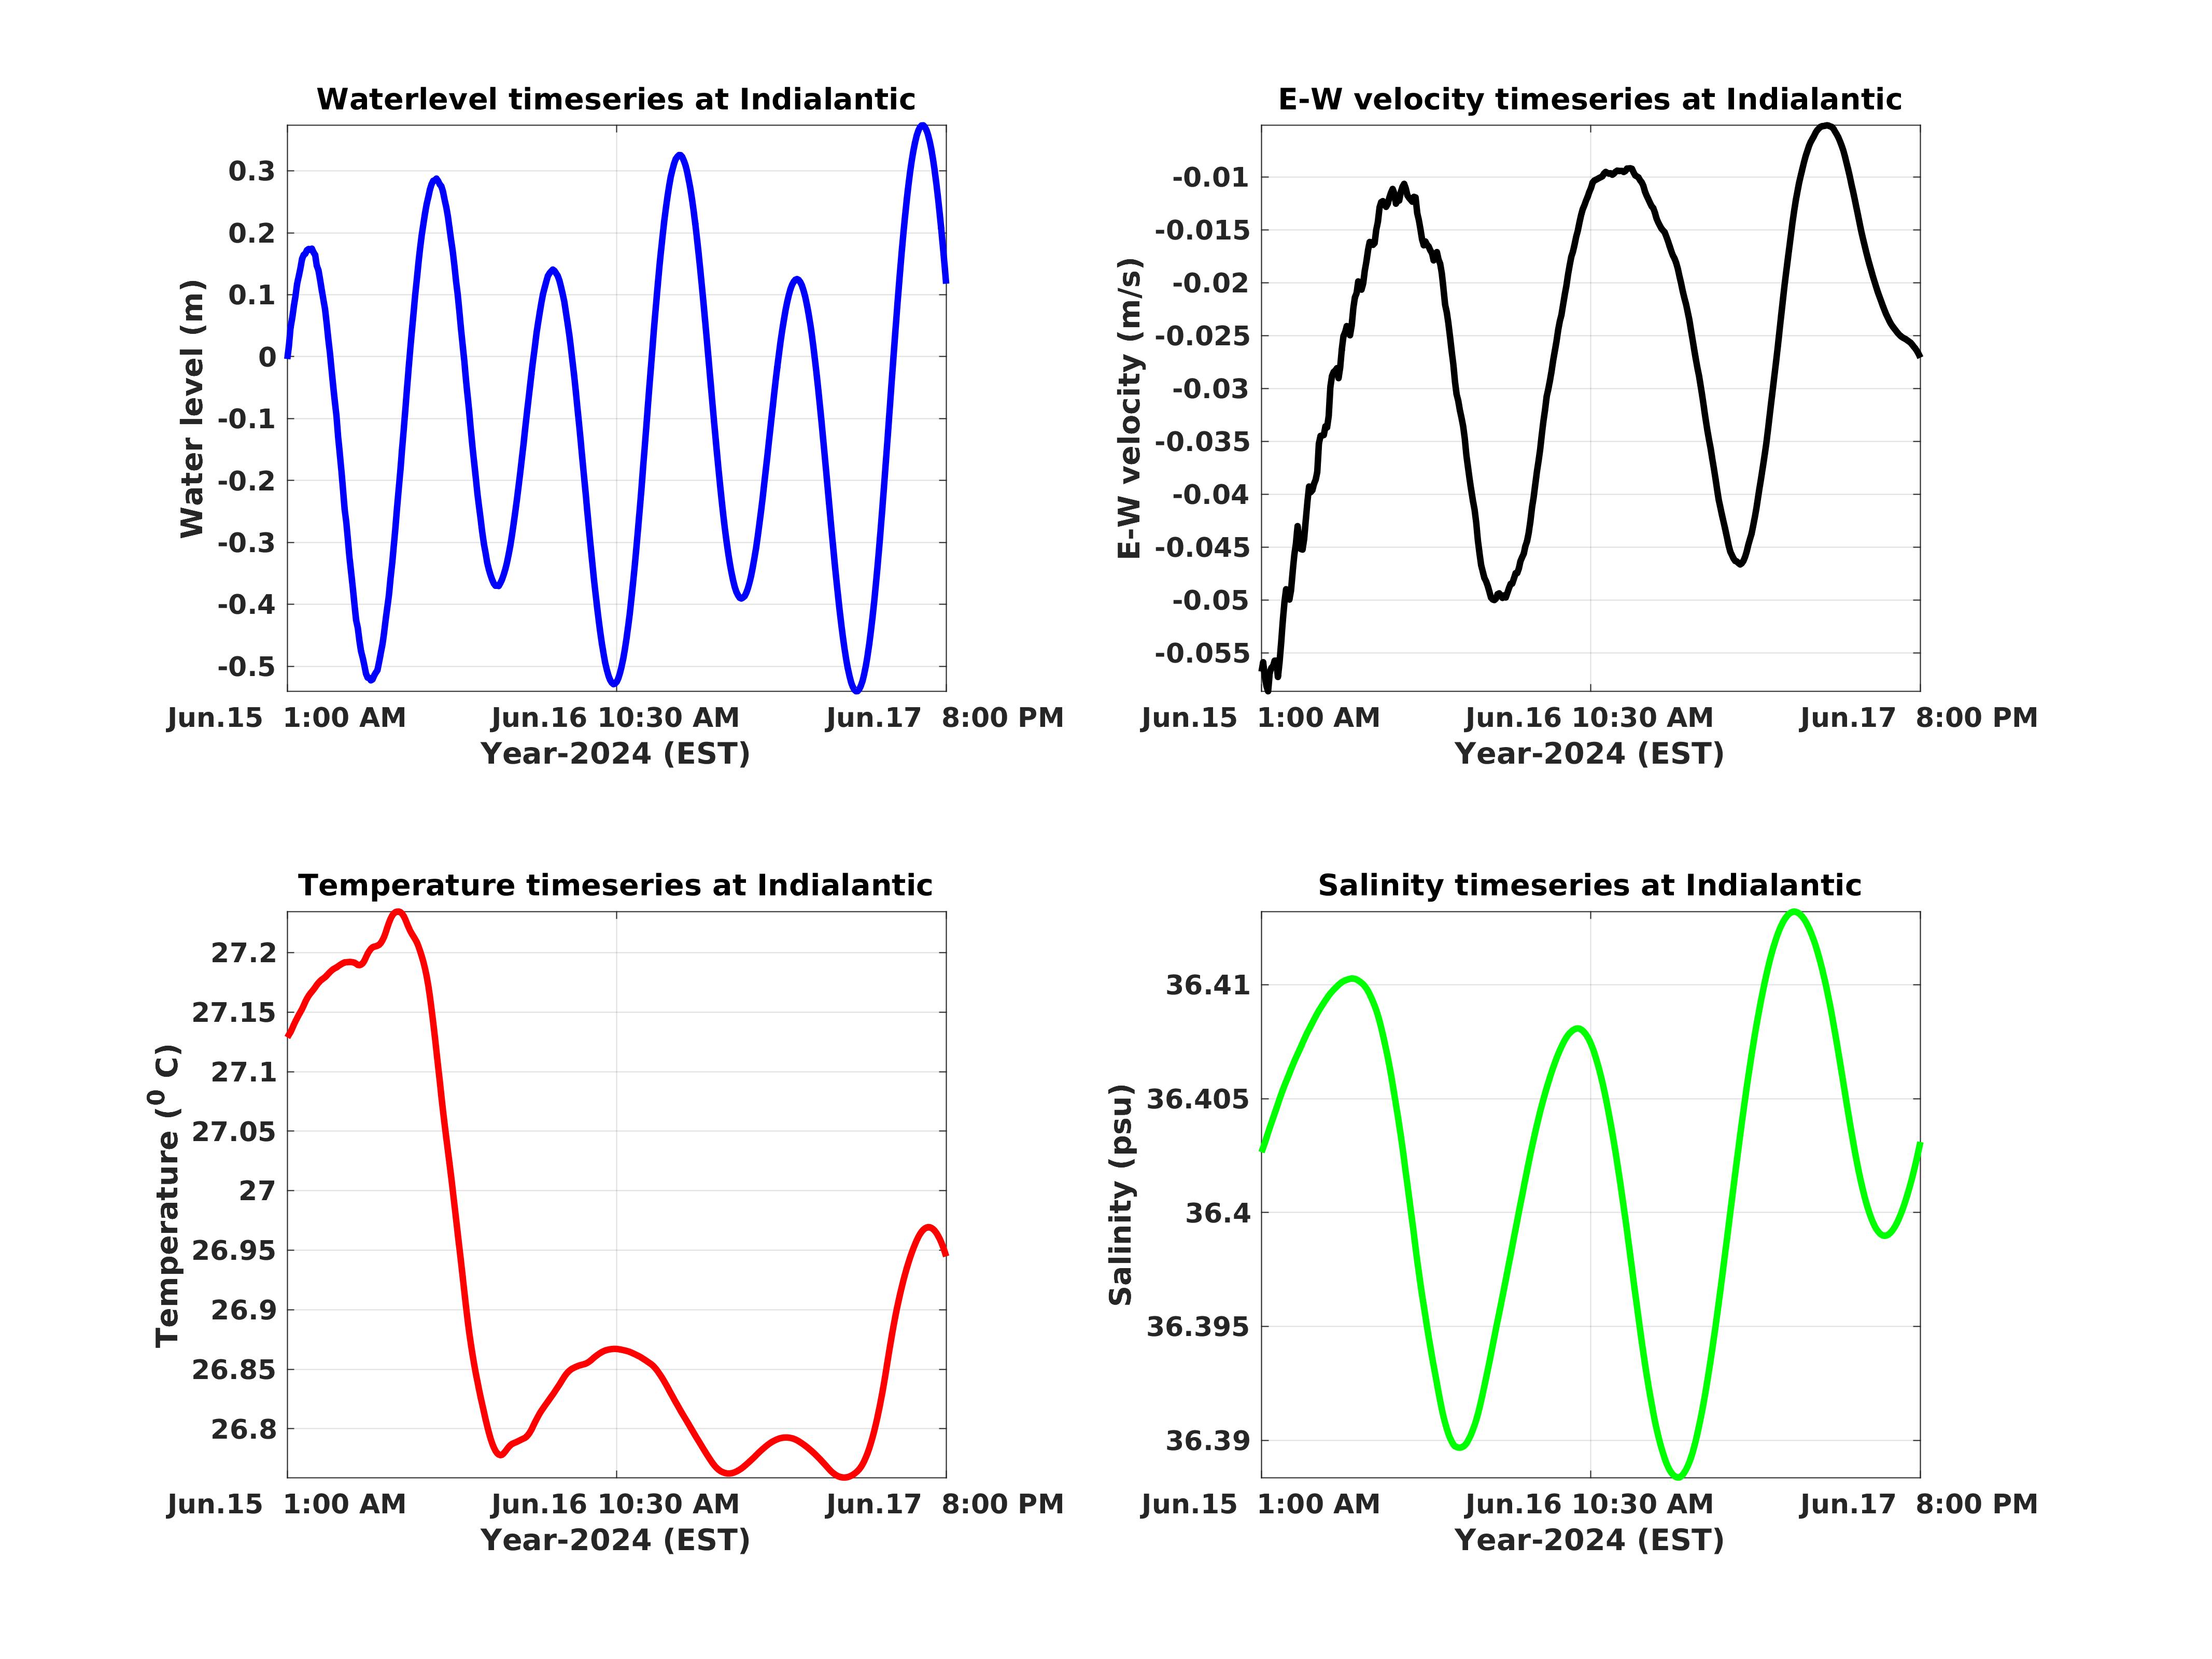 Waterlevel timeseries at Indialantic
0.3
0.2
0.1
0
-0.1
-0.2
-0.3
-0.4
-0.5
Water level (m)
Jun.15 1:00 AM Jun.16 10:30 AM Jun.17 8:00 PM
Year-2024 (EST)
E-W velocity timeseries at Indialantic
-0.01
-0.015
-0.02
-0.025
-0.03
-0.035
-0.04
-0.045
-0.05
-0.055
E-W velocity (m/s)
Jun.15 1:00 AM Jun.16 10:30 AM Jun.17 8:00 PM
Year-2024 (EST)
Temperature timeseries at Indialantic
27.2
27.15
27.1
27.05
27
26.95
26.9
26.85
26.8
Temperature (⁰ C)
Jun.15 1:00 AM Jun.16 10:30 AM Jun.17 8:00 PM
Year-2024 (EST)
Salinity timeseries at Indialantic
36.41
36.405
36.4
36.395
36.39
Salinity (psu)
Jun.15 1:00 AM Jun.16 10:30 AM Jun.17 8:00 PM
Year-2024 (EST)